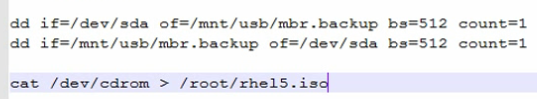 dd if=/dev/sda of=/mnt/usb/mbr.backup bs=512 count=1
dd if=/mnt/usb/mbr.backup of=/dev/sda bs=512 count=1
cat /dev/cdrom > /root/rhel5.iso